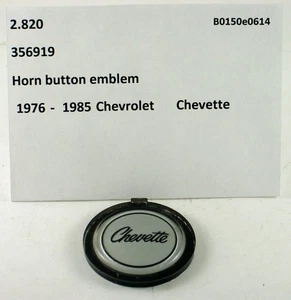 2.820 B0150e0614
356919
Horn button emblem
1976 - 1985 Chevrolet Chevette
Chevette